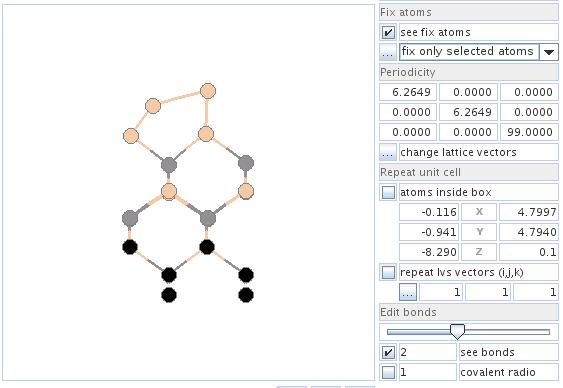 Fix atoms
see fix atoms
... fix only selected atoms
Periodicity
6.2649 0.0000 0.0000
0.0000 6.2649 0.0000
0.0000 0.0000 99.0000
... change lattice vectors
Repeat unit cell
atoms inside box
-0.116 X 4.7997
-0.941 Y 4.7940
-8.290 Z 0.1
repeat lvs vectors (i,j,k)
... 1 1 1
Edit bonds
2 see bonds
1 covalent radio